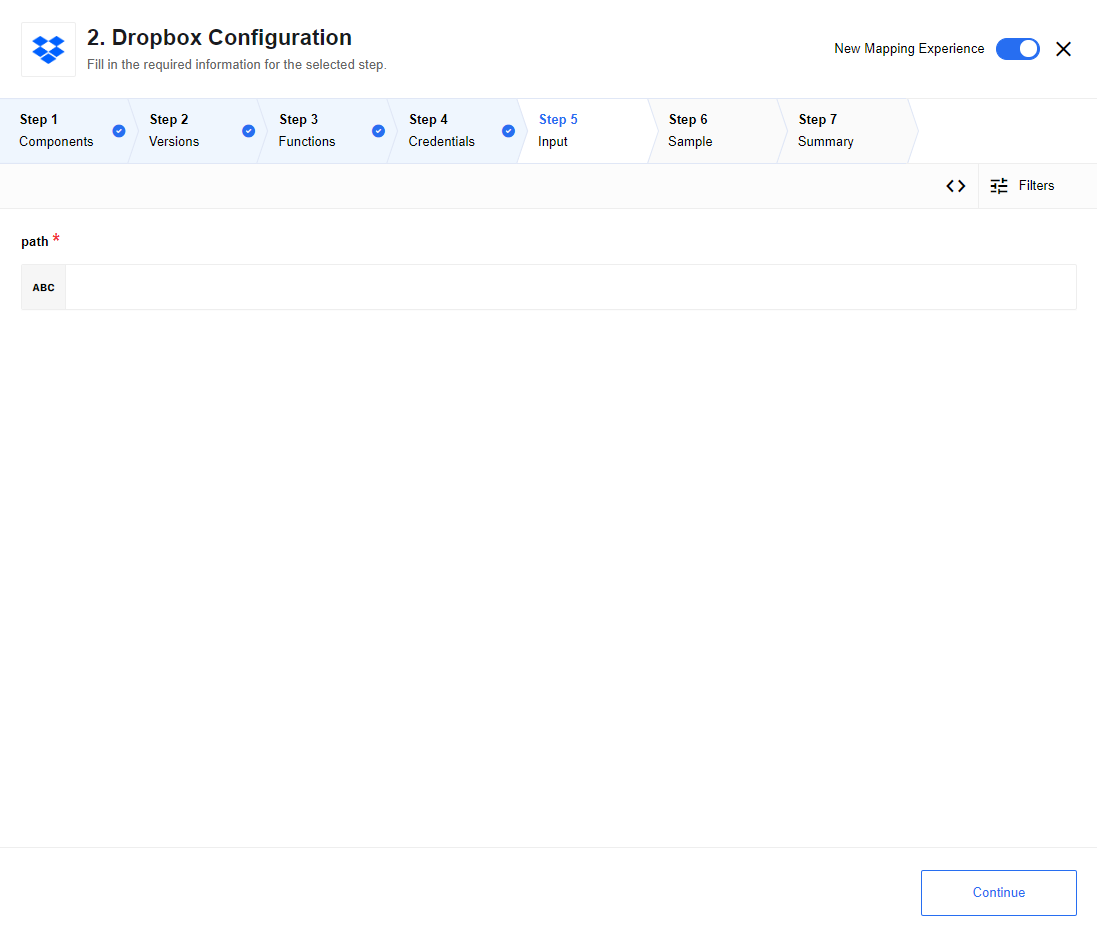 2. Dropbox Configuration
Fill in the required information for the selected step.
New Mapping Experience
Step 1
Components
Step 2
Versions
Step 3
Functions
Step 4
Credentials
Step 5
Input
Step 6
Sample
Step 7
Summary
Filters
path *
ABC
Continue